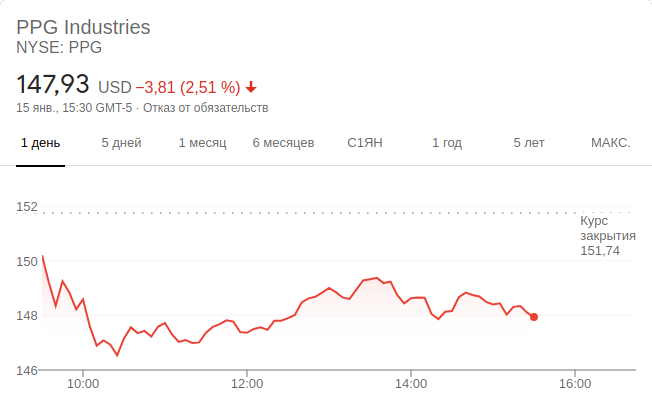 PPG Industries
NYSE: PPG
147,93 USD −3,81 (2,51 %)
15 янв., 15:30 GMT-5 · Отказ от обязательств
1 день 5 дней 1 месяц 6 месяцев С1ЯН 1 год 5 лет МАКС.
152
Курс
закрытия
151,74
150
148
146
10:00 12:00 14:00 16:00